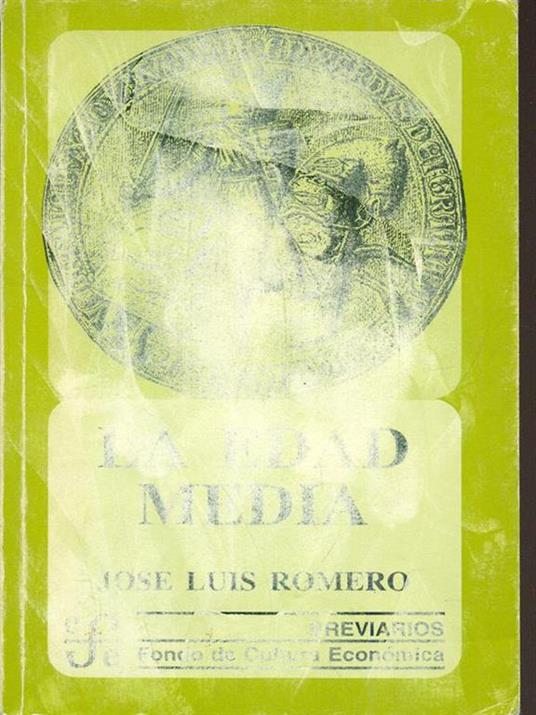 LA EDAD
MEDIA
JOSE LUIS ROMERO
BREVIARIOS
Fondo de Cultura Económica